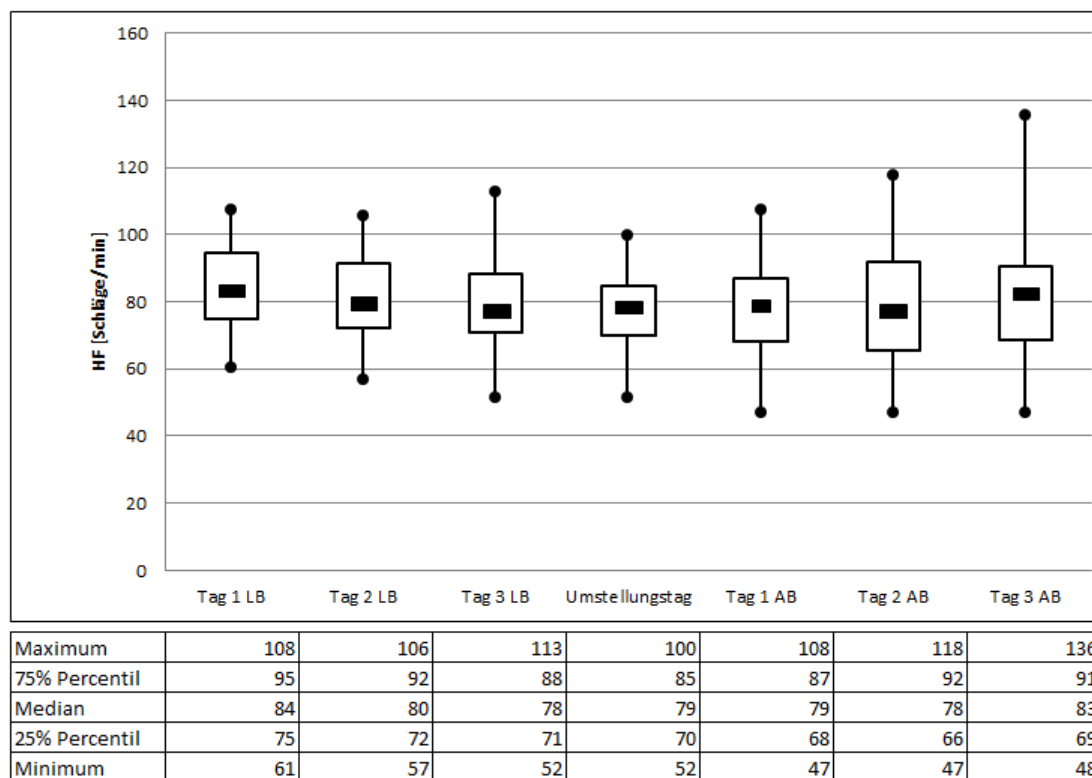 160
140
120
100
80
60
40
20
0
HF [Schläge/min]
Tag 1 LB Tag 2 LB Tag 3 LB Umstellungstag Tag 1 AB Tag 2 AB Tag 3 AB
Maximum 108 106 113 100 108 118 136
75% Percentil 95 92 88 85 87 92 91
Median 84 80 78 79 79 78 83
25% Percentil 75 72 71 70 68 66 69
Minimum 61 57 52 52 47 47 48